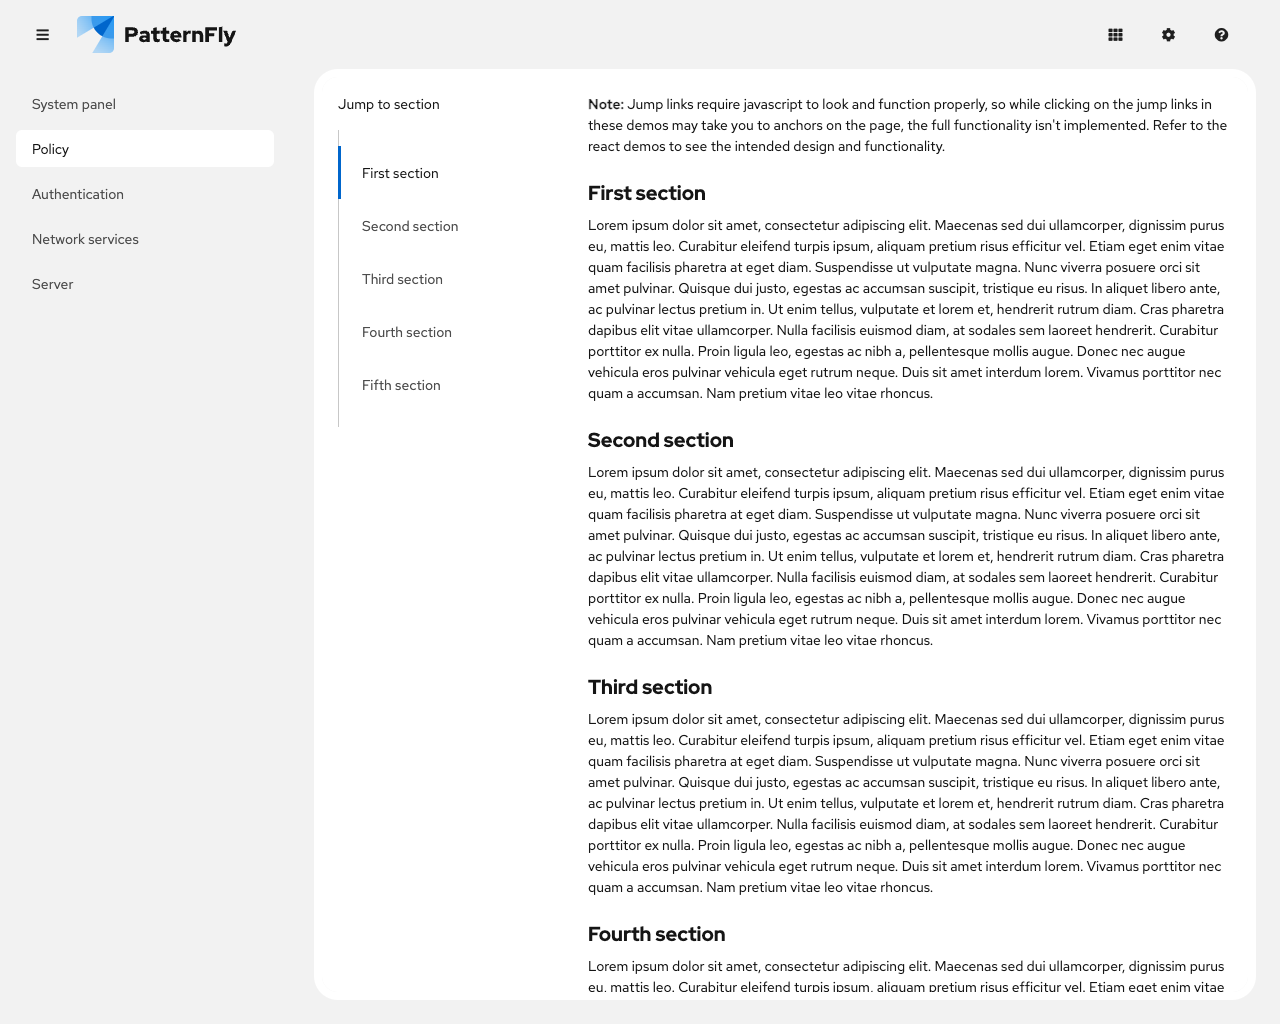 PatternFly
System panel
Policy
Authentication
Network services
Server
Jump to section
First section
Second section
Third section
Fourth section
Fifth section
Note: Jump links require javascript to look and function properly, so while clicking on the jump links in
these demos may take you to anchors on the page, the full functionality isn't implemented. Refer to the
react demos to see the intended design and functionality.
First section
Lorem ipsum dolor sit amet, consectetur adipiscing elit. Maecenas sed dui ullamcorper, dignissim purus
eu, mattis leo. Curabitur eleifend turpis ipsum, aliquam pretium risus efficitur vel. Etiam eget enim vitae
quam facilisis pharetra at eget diam. Suspendisse ut vulputate magna. Nunc viverra posuere orci sit
amet pulvinar. Quisque dui justo, egestas ac accumsan suscipit, tristique eu risus. In aliquet libero ante,
ac pulvinar lectus pretium in. Ut enim tellus, vulputate et lorem et, hendrerit rutrum diam. Cras pharetra
dapibus elit vitae ullamcorper. Nulla facilisis euismod diam, at sodales sem laoreet hendrerit. Curabitur
porttitor ex nulla. Proin ligula leo, egestas ac nibh a, pellentesque mollis augue. Donec nec augue
vehicula eros pulvinar vehicula eget rutrum neque. Duis sit amet interdum lorem. Vivamus porttitor nec
quam a accumsan. Nam pretium vitae leo vitae rhoncus.
Second section
Lorem ipsum dolor sit amet, consectetur adipiscing elit. Maecenas sed dui ullamcorper, dignissim purus
eu, mattis leo. Curabitur eleifend turpis ipsum, aliquam pretium risus efficitur vel. Etiam eget enim vitae
quam facilisis pharetra at eget diam. Suspendisse ut vulputate magna. Nunc viverra posuere orci sit
amet pulvinar. Quisque dui justo, egestas ac accumsan suscipit, tristique eu risus. In aliquet libero ante,
ac pulvinar lectus pretium in. Ut enim tellus, vulputate et lorem et, hendrerit rutrum diam. Cras pharetra
dapibus elit vitae ullamcorper. Nulla facilisis euismod diam, at sodales sem laoreet hendrerit. Curabitur
porttitor ex nulla. Proin ligula leo, egestas ac nibh a, pellentesque mollis augue. Donec nec augue
vehicula eros pulvinar vehicula eget rutrum neque. Duis sit amet interdum lorem. Vivamus porttitor nec
quam a accumsan. Nam pretium vitae leo vitae rhoncus.
Third section
Lorem ipsum dolor sit amet, consectetur adipiscing elit. Maecenas sed dui ullamcorper, dignissim purus
eu, mattis leo. Curabitur eleifend turpis ipsum, aliquam pretium risus efficitur vel. Etiam eget enim vitae
quam facilisis pharetra at eget diam. Suspendisse ut vulputate magna. Nunc viverra posuere orci sit
amet pulvinar. Quisque dui justo, egestas ac accumsan suscipit, tristique eu risus. In aliquet libero ante,
ac pulvinar lectus pretium in. Ut enim tellus, vulputate et lorem et, hendrerit rutrum diam. Cras pharetra
dapibus elit vitae ullamcorper. Nulla facilisis euismod diam, at sodales sem laoreet hendrerit. Curabitur
porttitor ex nulla. Proin ligula leo, egestas ac nibh a, pellentesque mollis augue. Donec nec augue
vehicula eros pulvinar vehicula eget rutrum neque. Duis sit amet interdum lorem. Vivamus porttitor nec
quam a accumsan. Nam pretium vitae leo vitae rhoncus.
Fourth section
Lorem ipsum dolor sit amet, consectetur adipiscing elit. Maecenas sed dui ullamcorper, dignissim purus
eu, mattis leo. Curabitur eleifend turpis ipsum, aliquam pretium risus efficitur vel. Etiam eget enim vitae